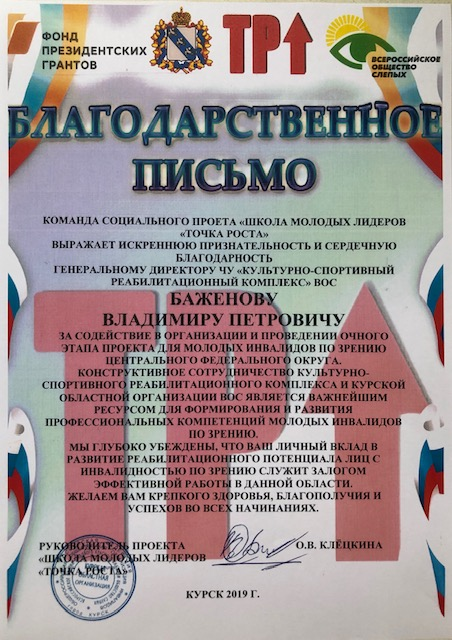 ФОНД
ПРЕЗИДЕНТСКИХ
ГРАНТОВ
ТР
ВСЕРОССИЙСКОЕ
ОБЩЕСТВО
СЛЕПЫХ
БЛАГОДАРСТВЕННОЕ
ПИСЬМО
КОМАНДА СОЦИАЛЬНОГО ПРОЕТА «ШКОЛА МОЛОДЫХ ЛИДЕРОВ
«ТОЧКА РОСТА»
ВЫРАЖАЕТ ИСКРЕННЮЮ ПРИЗНАТЕЛЬНОСТЬ И СЕРДЕЧНУЮ
БЛАГОДАРНОСТЬ
ГЕНЕРАЛЬНОМУ ДИРЕКТОРУ ЧУ «КУЛЬТУРНО-СПОРТИВНЫЙ
РЕАБИЛИТАЦИОННЫЙ КОМПЛЕКС» ВОС
БАЖЕНОВУ
ВЛАДИМИРУ ПЕТРОВИЧУ
ЗА СОДЕЙСТВИЕ В ОРГАНИЗАЦИИ И ПРОВЕДЕНИИ ОЧНОГО
ЭТАПА ПРОЕКТА ДЛЯ МОЛОДЫХ ИНВАЛИДОВ ПО ЗРЕНИЮ
ЦЕНТРАЛЬНОГО ФЕДЕРАЛЬНОГО ОКРУГА.
КОНСТРУКТИВНОЕ СОТРУДНИЧЕСТВО КУЛЬТУРНО-
СПОРТИВНОГО РЕАБИЛИТАЦИОННОГО КОМПЛЕКСА И КУРСКОЙ
ОБЛАСТНОЙ ОРГАНИЗАЦИИ ВОС ЯВЛЯЕТСЯ ВАЖНЕЙШИМ
РЕСУРСОМ ДЛЯ ФОРМИРОВАНИЯ И РАЗВИТИЯ
ПРОФЕССИОНАЛЬНЫХ КОМПЕТЕНЦИЙ МОЛОДЫХ ИНВАЛИДОВ
ПО ЗРЕНИЮ.
МЫ ГЛУБОКО УБЕЖДЕНЫ, ЧТО ВАШ ЛИЧНЫЙ ВКЛАД В
РАЗВИТИЕ РЕАБИЛИТАЦИОННОГО ПОТЕНЦИАЛА ЛИЦ С
ИНВАЛИДНОСТЬЮ ПО ЗРЕНИЮ СЛУЖИТ ЗАЛОГОМ
ЭФФЕКТИВНОЙ РАБОТЫ В ДАННОЙ ОБЛАСТИ.
ЖЕЛАЕМ ВАМ КРЕПКОГО ЗДОРОВЬЯ, БЛАГОПОЛУЧИЯ И
УСПЕХОВ ВО ВСЕХ НАЧИНАНИЯХ.
РУКОВОДИТЕЛЬ ПРОЕКТА О.В. КЛЁЦКИНА
«ШКОЛА МОЛОДЫХ ЛИДЕРОВ
«ТОЧКА РОСТА»
ОБЛАСТНАЯ
ОРГАНИЗАЦИЯ
КУРСК 2019 Г.